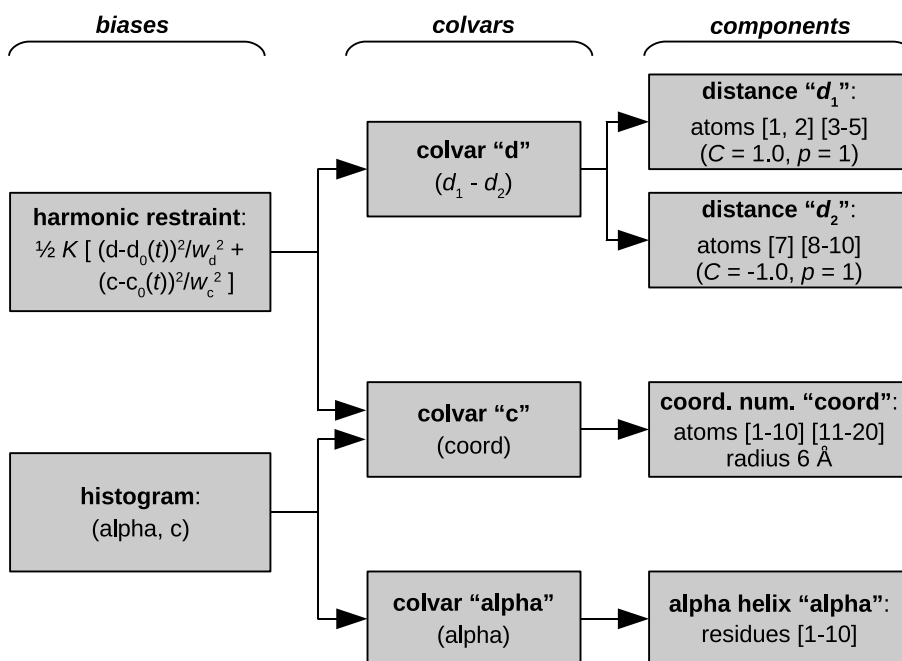 biases
colvars
components
harmonic restraint:
½ K [ (d-d₀(t))²/w_d² +
(c-c₀(t))²/w_c² ]
histogram:
(alpha, c)
colvar “d”
(d₁ - d₂)
colvar “c”
(coord)
colvar “alpha”
(alpha)
distance “d₁”:
atoms [1, 2] [3-5]
(C = 1.0, p = 1)
distance “d₂”:
atoms [7] [8-10]
(C = -1.0, p = 1)
coord. num. “coord”:
atoms [1-10] [11-20]
radius 6 Å
alpha helix “alpha”:
residues [1-10]